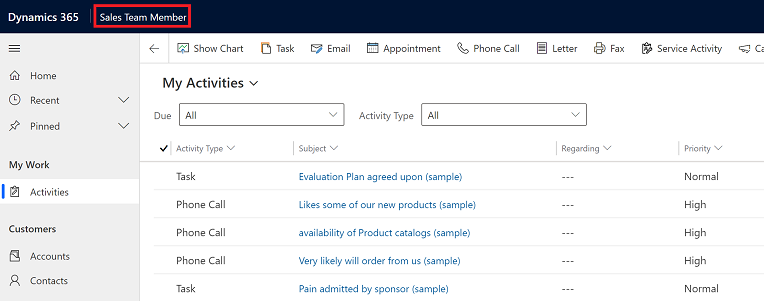 Dynamics 365 Sales Team Member
Show Chart Task Email Appointment Phone Call Letter Fax Service Activity Ca
Home
Recent
Pinned
My Work
Activities
Customers
Accounts
Contacts
My Activities
Due All Activity Type All
Activity Type Subject Regarding Priority
Task Evaluation Plan agreed upon (sample) --- Normal
Phone Call Likes some of our new products (sample) --- High
Phone Call availability of Product catalogs (sample) --- High
Phone Call Very likely will order from us (sample) --- High
Task Pain admitted by sponsor (sample) --- Normal